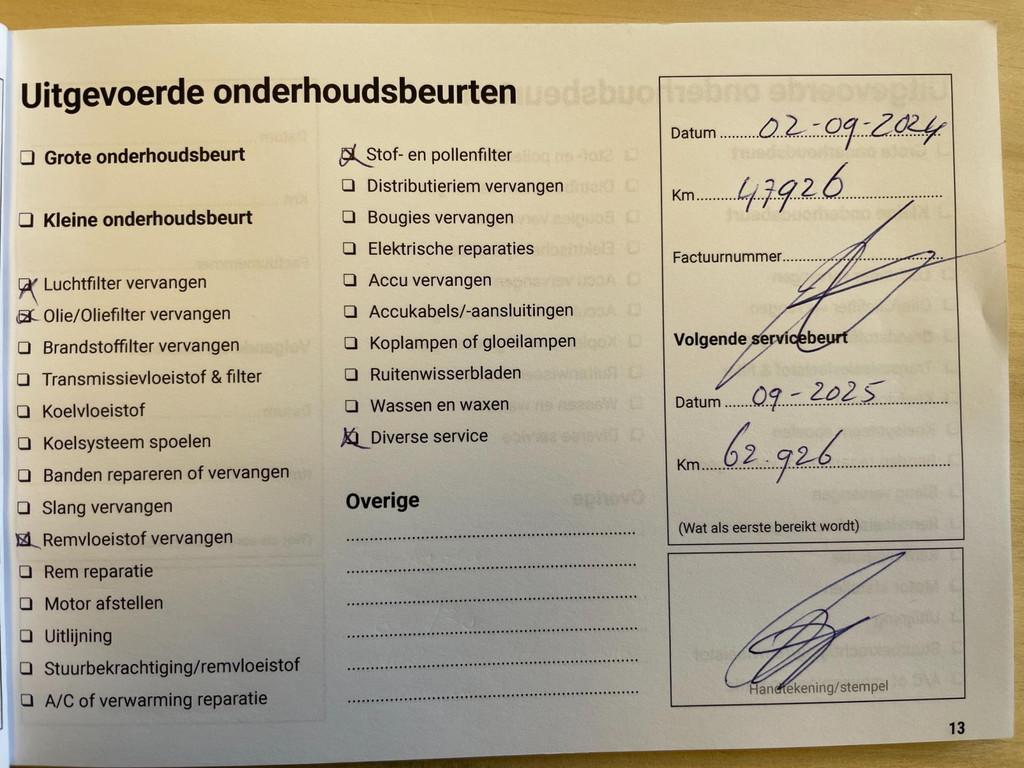 Uitgevoerde onderhoudsbeurten
❑ Grote onderhoudsbeurt
❑ Kleine onderhoudsbeurt
☒ Luchtfilter vervangen
☒ Olie/Oliefilter vervangen
❑ Brandstoffilter vervangen
❑ Transmissievloeistof & filter
❑ Koelvloeistof
❑ Koelsysteem spoelen
❑ Banden repareren of vervangen
❑ Slang vervangen
☒ Remvloeistof vervangen
❑ Rem reparatie
❑ Motor afstellen
❑ Uitlijning
❑ Stuurbekrachtiging/remvloeistof
❑ A/C of verwarming reparatie
☒ Stof- en pollenfilter
❑ Distributieriem vervangen
❑ Bougies vervangen
❑ Elektrische reparaties
❑ Accu vervangen
❑ Accukabels/-aansluitingen
❑ Koplampen of gloeilampen
❑ Ruitenwisserbladen
❑ Wassen en waxen
☒ Diverse service
Overige
Datum 02-09-2024
Km 47926
Factuurnummer
Volgende servicebeurt
Datum 09-2025
Km 62.926
(Wat als eerste bereikt wordt)
Handtekening/stempel
13